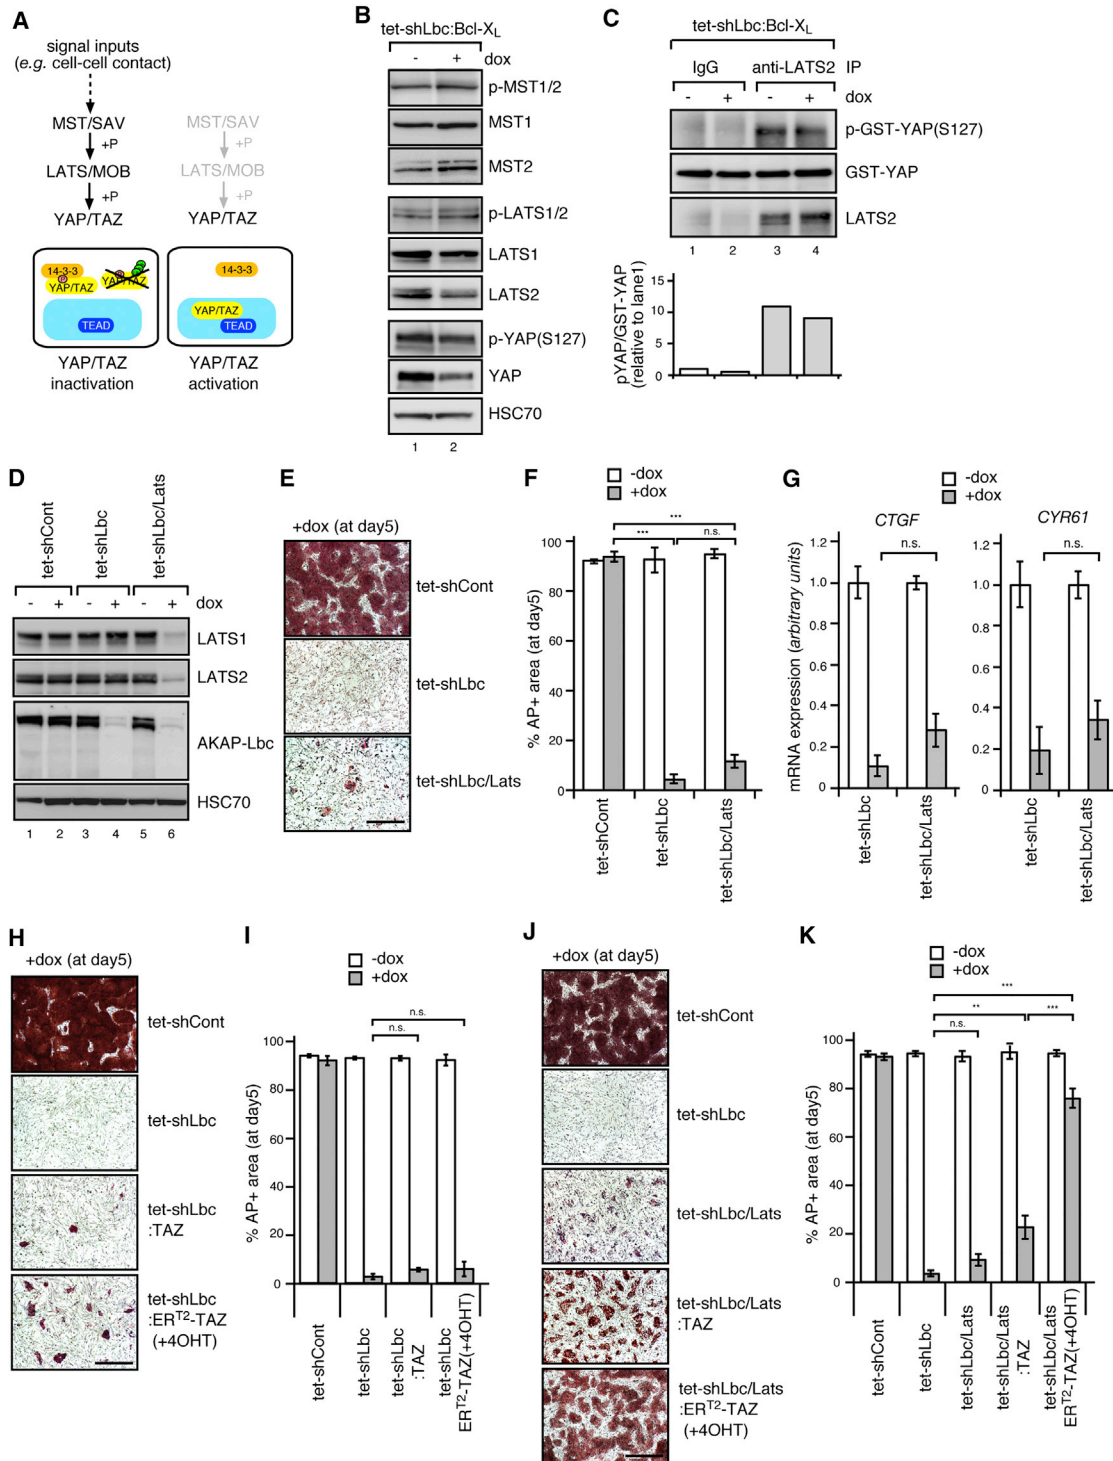 A
signal inputs
(e.g. cell-cell contact)
MST/SAV
+P
LATS/MOB
+P
YAP/TAZ
MST/SAV
+P
LATS/MOB
+P
YAP/TAZ
14-3-3
P
YAP/TAZ
YAP/TAZ
TEAD
14-3-3
YAP/TAZ
TEAD
YAP/TAZ
inactivation
YAP/TAZ
activation
B
tet-shLbc:Bcl-XL
- + dox
p-MST1/2
MST1
MST2
p-LATS1/2
LATS1
LATS2
p-YAP(S127)
YAP
HSC70
1 2
C
tet-shLbc:Bcl-XL
IgG anti-LATS2 IP
- + - + dox
p-GST-YAP(S127)
GST-YAP
LATS2
1 2 3 4
pYAP/GST-YAP
(relative to lane1)
15
10
5
0
D
tet-shCont
tet-shLbc
tet-shLbc/Lats
- + - + - + dox
LATS1
LATS2
AKAP-Lbc
HSC70
1 2 3 4 5 6
E
+dox (at day5)
tet-shCont
tet-shLbc
tet-shLbc/Lats
F
-dox
+dox
***
*** n.s.
% AP+ area (at day5)
100
80
60
40
20
0
tet-shCont
tet-shLbc
tet-shLbc/Lats
G
-dox
+dox
CTGF
n.s.
mRNA expression (arbitrary units)
1.2
1.0
0.8
0.6
0.4
0.2
0
tet-shLbc
tet-shLbc/Lats
CYR61
n.s.
1.2
1.0
0.8
0.6
0.4
0.2
0
tet-shLbc
tet-shLbc/Lats
H
+dox (at day5)
tet-shCont
tet-shLbc
tet-shLbc
:TAZ
tet-shLbc
:ERT2-TAZ
(+4OHT)
I
-dox
+dox
n.s.
n.s.
% AP+ area (at day5)
100
80
60
40
20
0
tet-shCont
tet-shLbc
tet-shLbc
:TAZ
tet-shLbc
ERT2-TAZ(+4OHT)
J
+dox (at day5)
tet-shCont
tet-shLbc
tet-shLbc/Lats
tet-shLbc/Lats
:TAZ
tet-shLbc/Lats
:ERT2-TAZ
(+4OHT)
K
-dox
+dox
***
** ***
n.s.
% AP+ area (at day5)
100
80
60
40
20
0
tet-shCont
tet-shLbc
tet-shLbc/Lats
tet-shLbc/Lats
:TAZ
tet-shLbc/Lats
ERT2-TAZ(+4OHT)